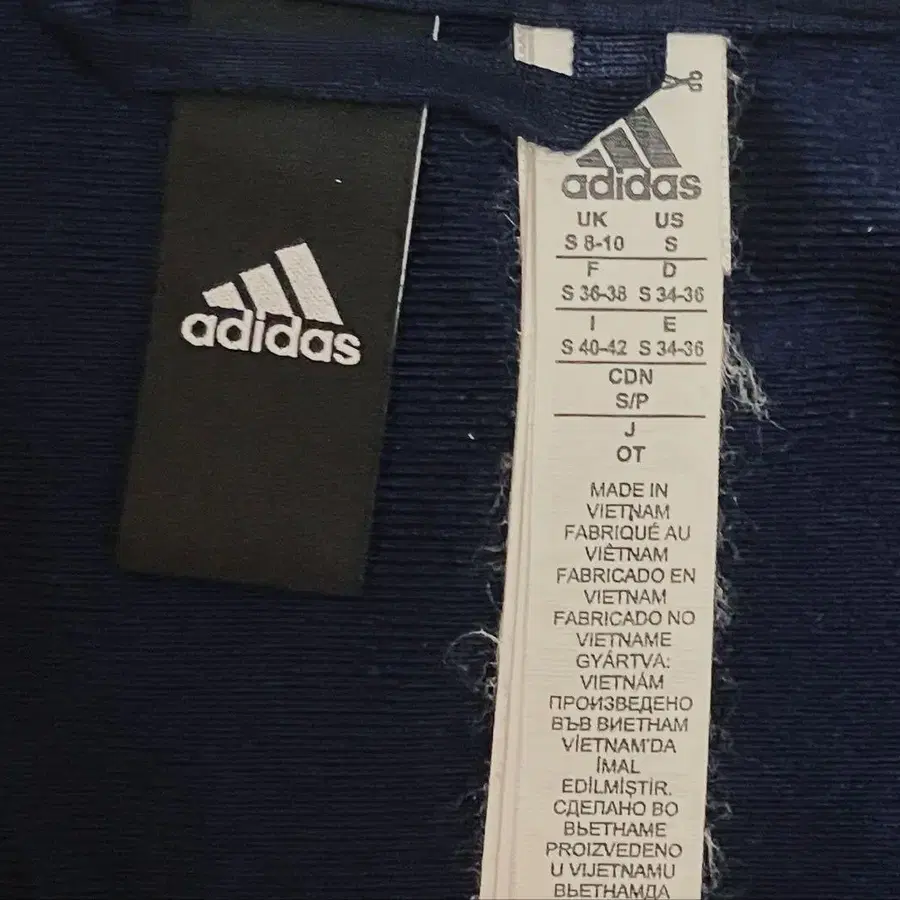 adidas
adidas
UK US
S 8-10 S
F D
S 36-38 S 34-36
I E
S 40-42 S 34-36
CDN
S/P
J
OT
MADE IN
VIETNAM
FABRIQUÉ AU
VIÊTNAM
FABRICADO EN
VIETNAM
FABRICADO NO
VIETNAME
GYÁRTVA:
VIETNÁM
ПРОИЗВЕДЕНО
ВЪВ ВИЕТНАМ
VİETNAM'DA
İMAL
EDİLMİŞTİR.
СДЕЛАНО ВО
ВЬЕТНАМЕ
PROIZVEDENO
U VIJETNAMU
ВЬЕТНАМДА